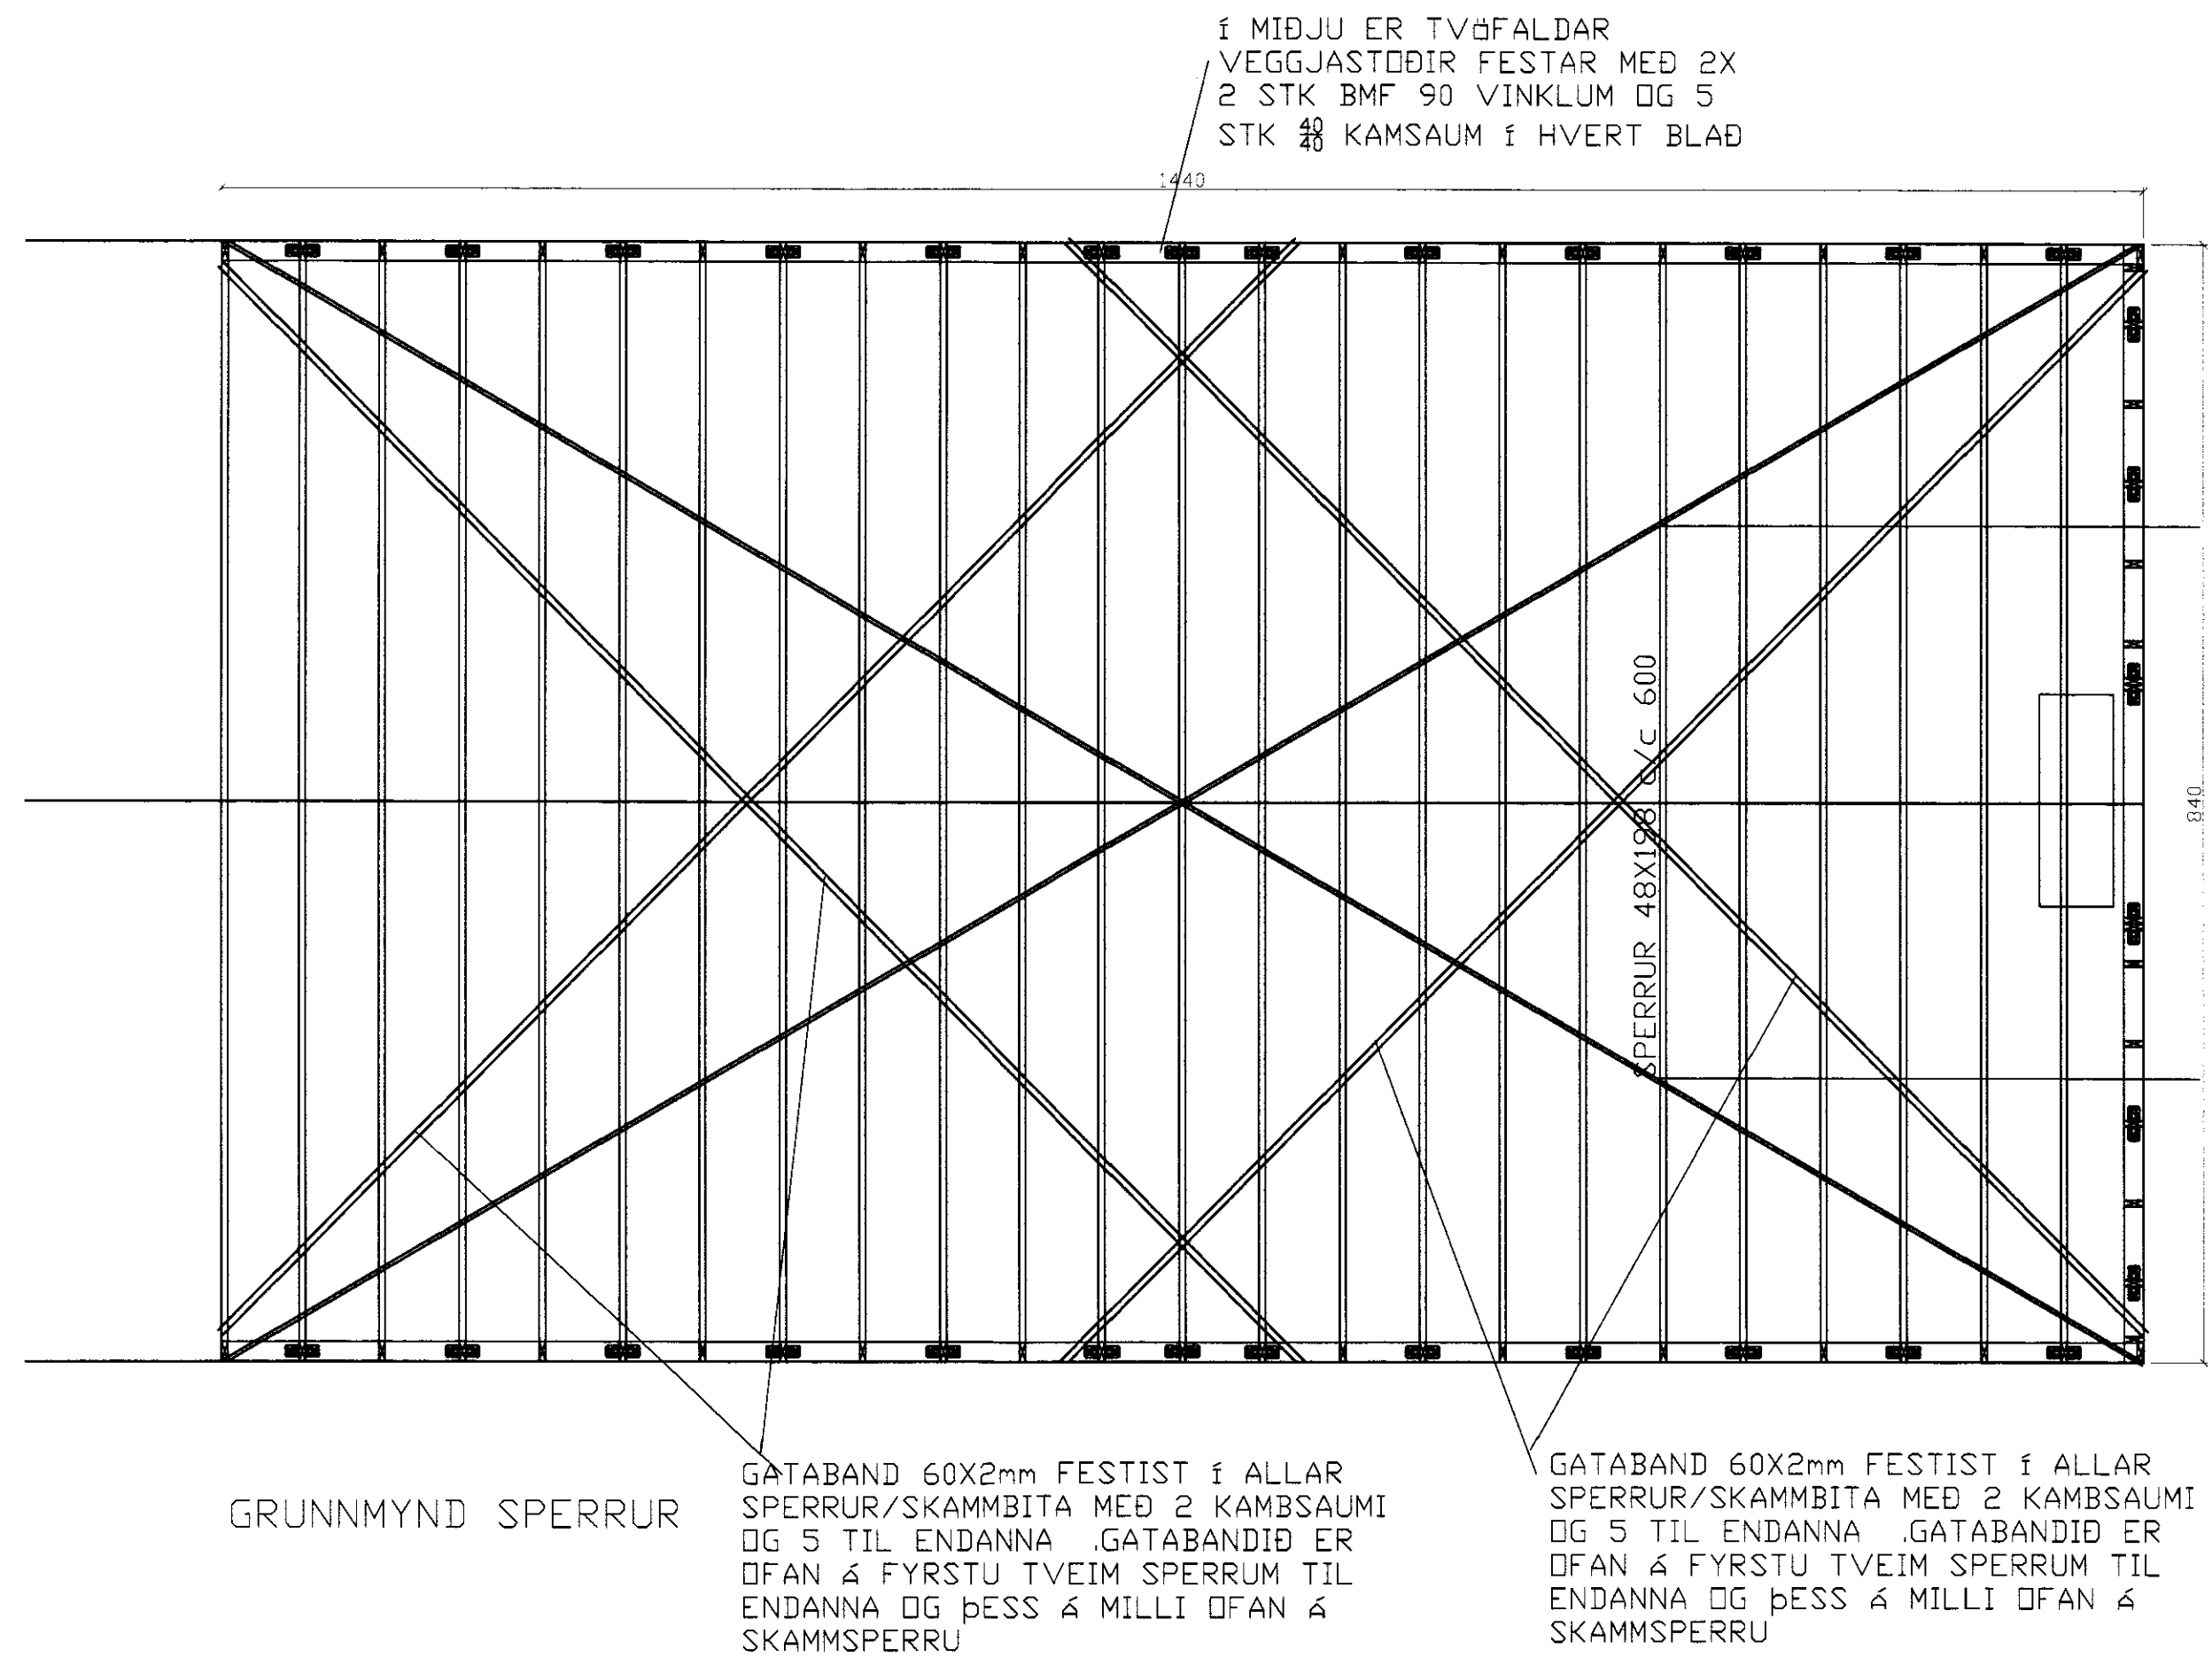 í MIÐJU ER TVöFALDAR
VEGGJASTOÐIR FESTAR MEÐ 2X
2 STK BMF 90 VINKLUM OG 5
STK 40/40 KAMSAUM í HVERT BLAÐ
1440
840
SPERRUR 48X198 c/c 600
GRUNNMYND SPERRUR
GATABAND 60X2mm FESTIST í ALLAR
SPERRUR/SKAMMBITA MEÐ 2 KAMBSAUMI
OG 5 TIL ENDANNA .GATABANDIÐ ER
OFAN á FYRSTU TVEIM SPERRUM TIL
ENDANNA OG þESS á MILLI OFAN á
SKAMMSPERRU
GATABAND 60X2mm FESTIST í ALLAR
SPERRUR/SKAMMBITA MEÐ 2 KAMBSAUMI
OG 5 TIL ENDANNA .GATABANDIÐ ER
OFAN á FYRSTU TVEIM SPERRUM TIL
ENDANNA OG þESS á MILLI OFAN á
SKAMMSPERRU